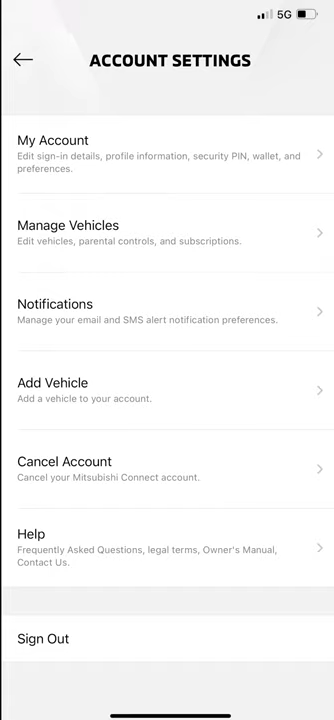 5G
ACCOUNT SETTINGS
My Account
Edit sign-in details, profile information, security PIN, wallet, and
preferences.
Manage Vehicles
Edit vehicles, parental controls, and subscriptions.
Notifications
Manage your email and SMS alert notification preferences.
Add Vehicle
Add a vehicle to your account.
Cancel Account
Cancel your Mitsubishi Connect account.
Help
Frequently Asked Questions, legal terms, Owner's Manual,
Contact Us.
Sign Out